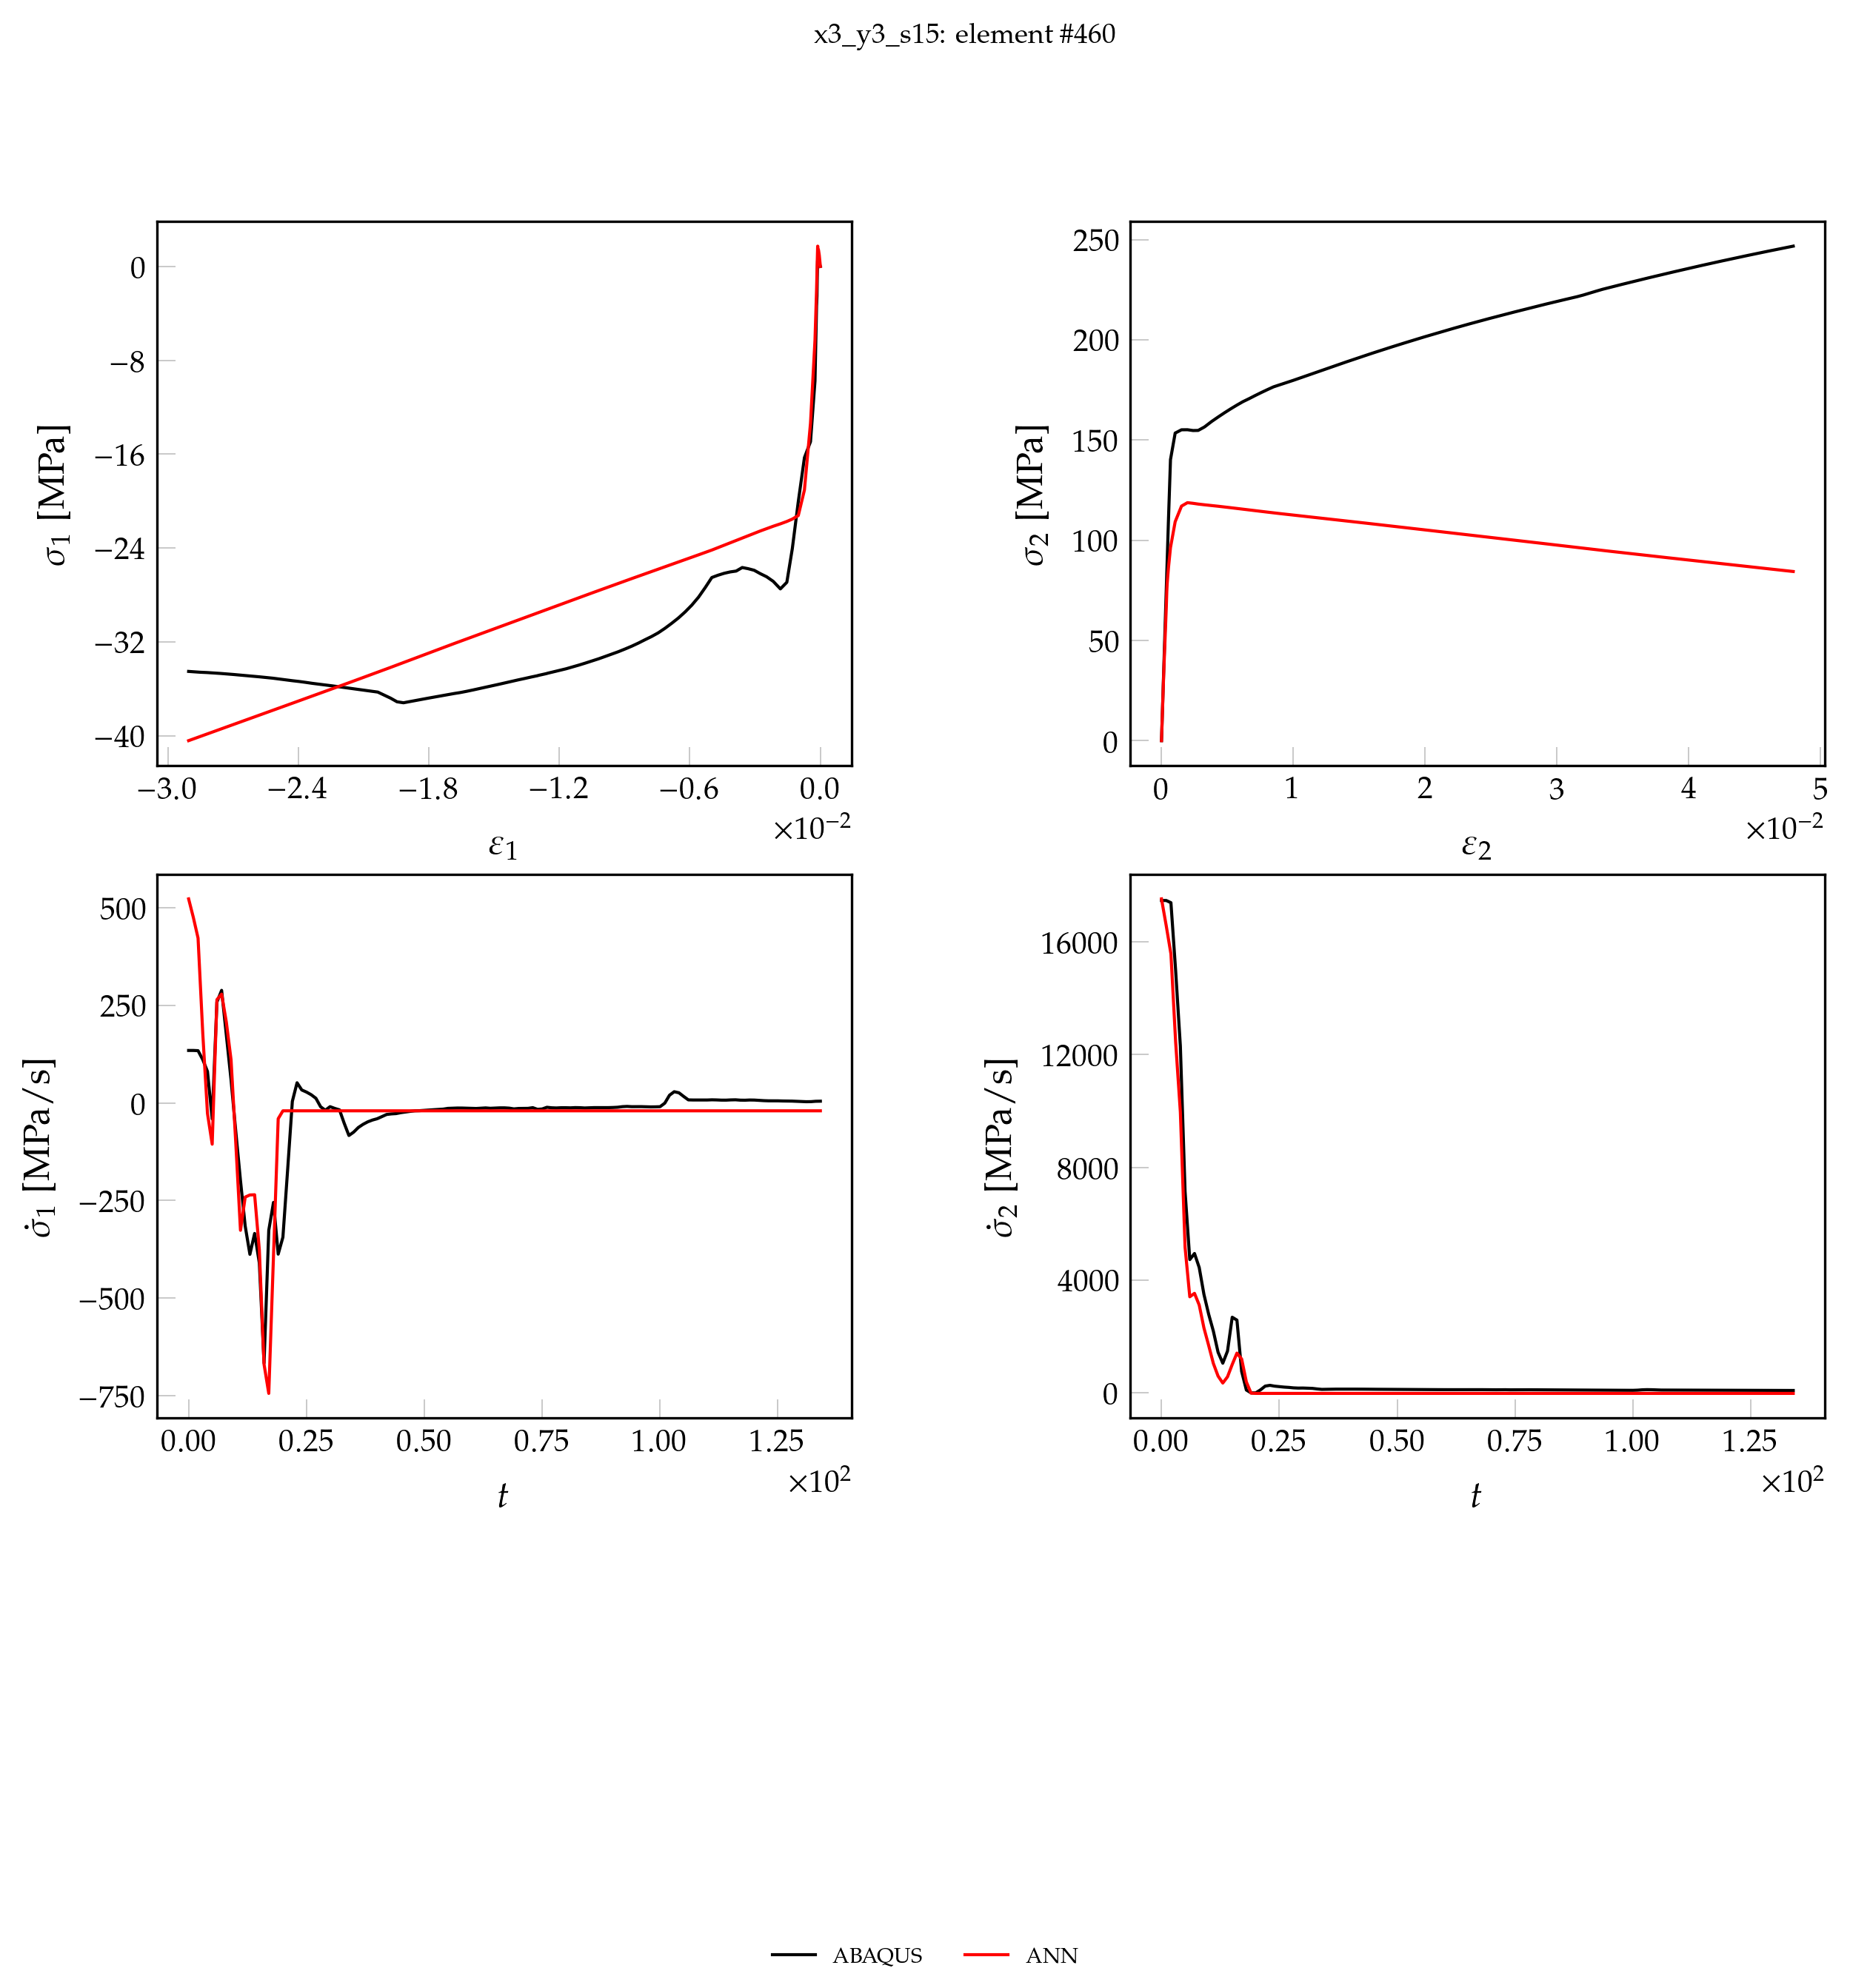 x3_y3_s15: element #460
σ₁ [MPa]
0
−8
−16
−24
−32
−40
−3.0 −2.4 −1.8 −1.2 −0.6 0.0
×10⁻²
ε₁
σ₂ [MPa]
250
200
150
100
50
0
0 1 2 3 4 5
×10⁻²
ε₂
σ̇₁ [MPa/s]
500
250
0
−250
−500
−750
0.00 0.25 0.50 0.75 1.00 1.25
×10²
t
σ̇₂ [MPa/s]
16000
12000
8000
4000
0
0.00 0.25 0.50 0.75 1.00 1.25
×10²
t
ABAQUS ANN